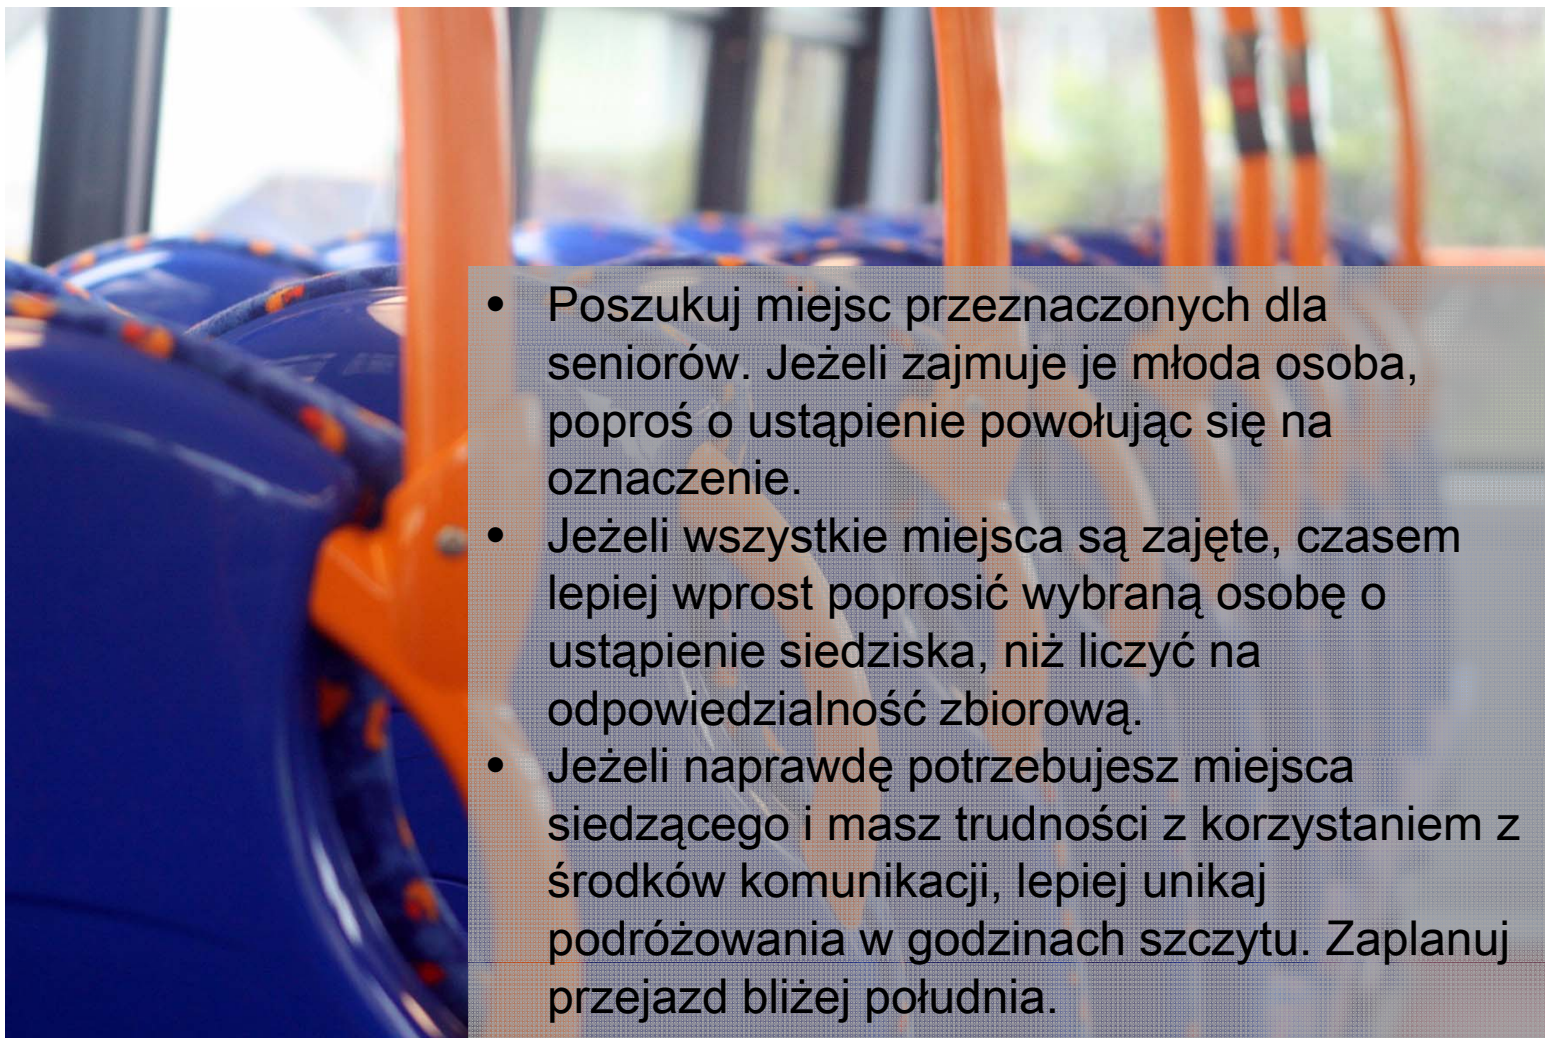 • Poszukuj miejsc przeznaczonych dla
seniorów. Jeżeli zajmuje je młoda osoba,
poproś o ustąpienie powołując się na
oznaczenie.
• Jeżeli wszystkie miejsca są zajęte, czasem
lepiej wprost poprosić wybraną osobę o
ustąpienie siedziska, niż liczyć na
odpowiedzialność zbiorową.
• Jeżeli naprawdę potrzebujesz miejsca
siedzącego i masz trudności z korzystaniem z
środków komunikacji, lepiej unikaj
podróżowania w godzinach szczytu. Zaplanuj
przejazd bliżej południa.